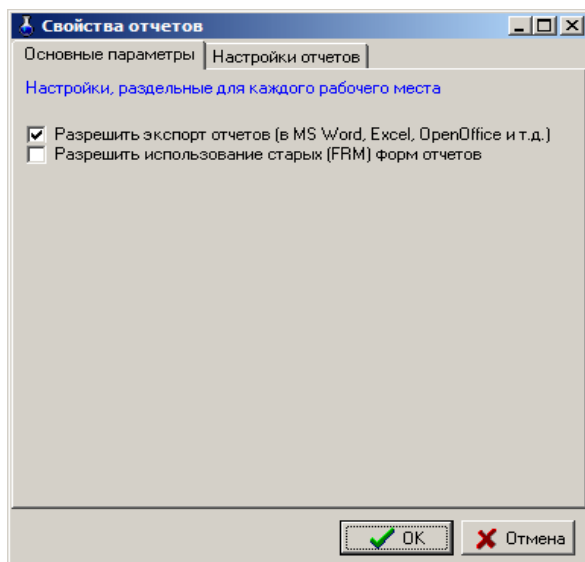 Свойства отчетов
Основные параметры
Настройки отчетов
Настройки, раздельные для каждого рабочего места
Разрешить экспорт отчетов (в MS Word, Excel, OpenOffice и т.д.)
Разрешить использование старых (FRM) форм отчетов
OK
Отмена